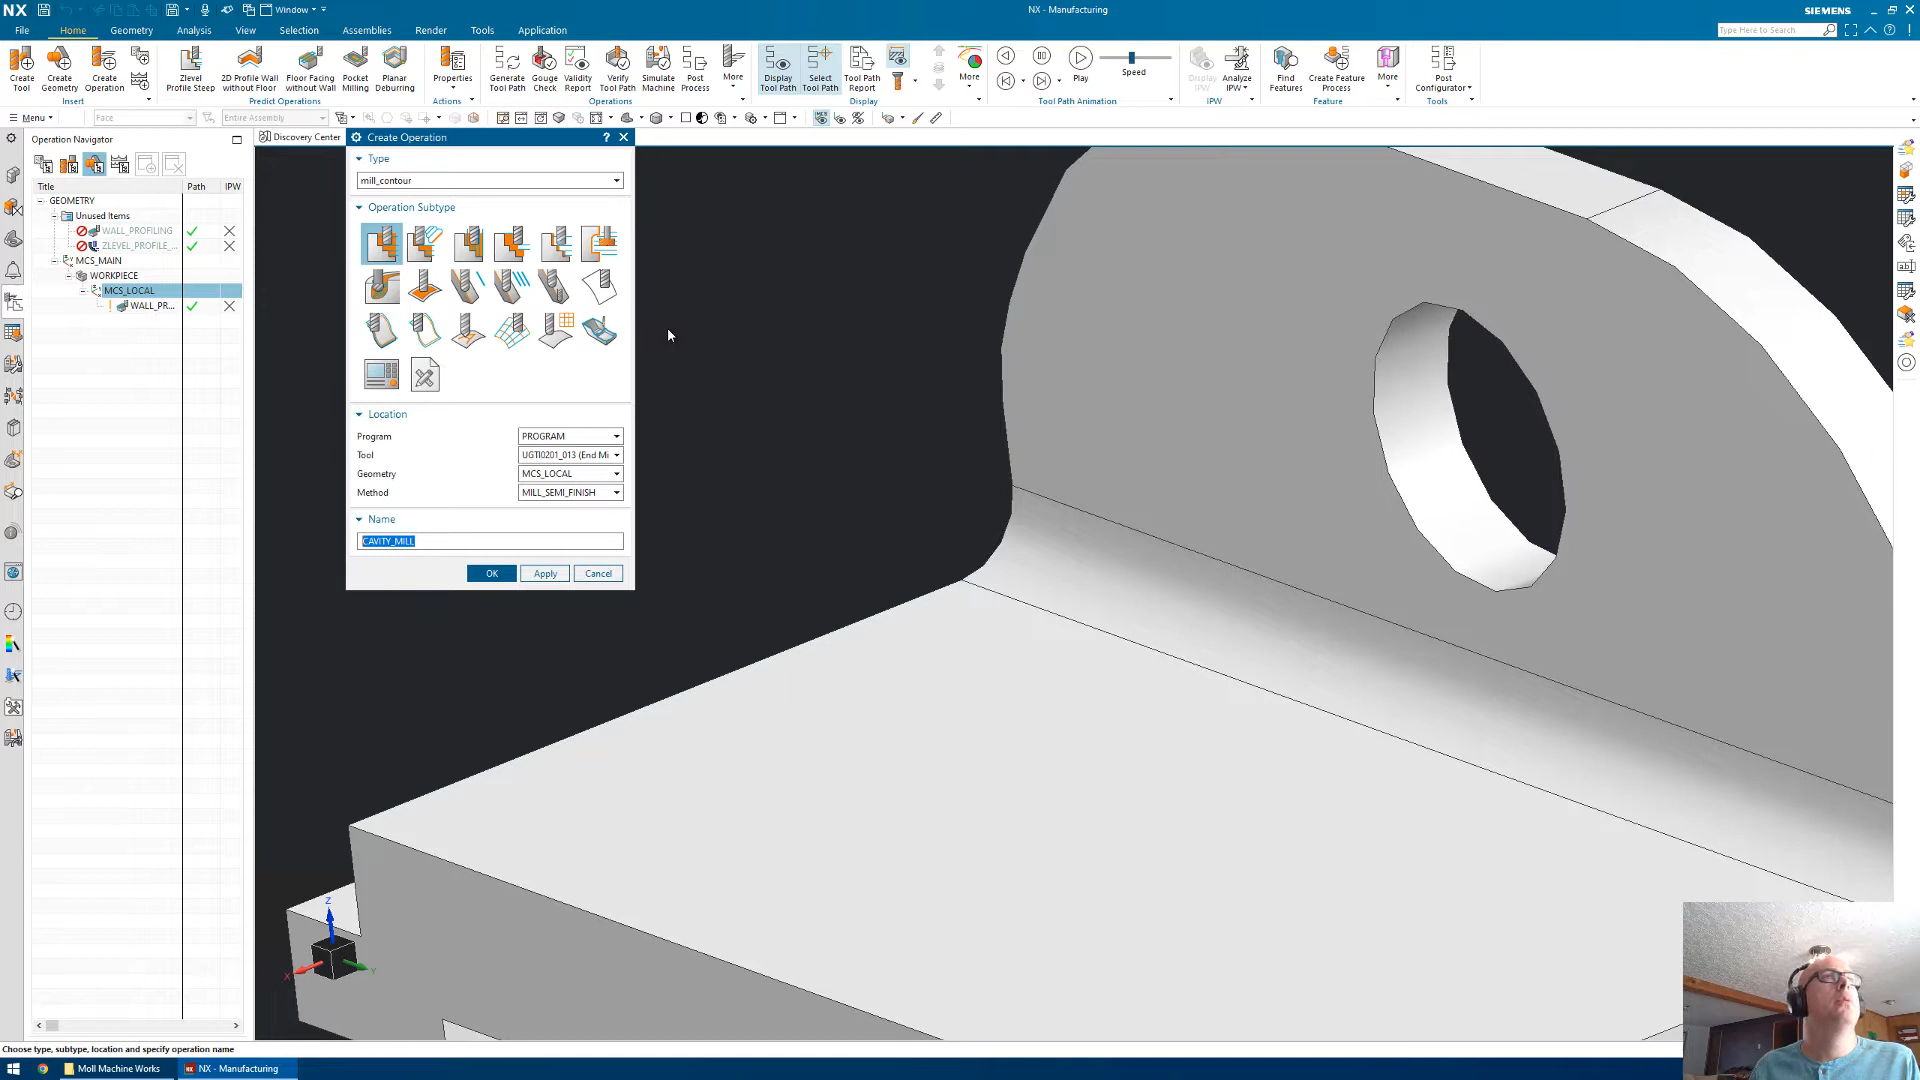 NX
Window
NX - Manufacturing
SIEMENS
File
Home
Geometry
Analysis
View
Selection
Assemblies
Render
Tools
Application
Type Here to Search
Create Tool
Create Geometry
Create Operation
Zlevel Profile Steep
2D Profile Wall without Floor
Floor Facing without Wall
Pocket Milling
Planar Deburring
Properties
Generate Tool Path
Gouge Check
Validity Report
Verify Tool Path
Simulate Machine
Post Process
More
Display Tool Path
Select Tool Path
Tool Path Report
More
Play
Speed
Display IPW
Analyze IPW
Find Features
Create Feature Process
More
Post Configurator
Insert
Predict Operations
Actions
Operations
Display
Tool Path Animation
IPW
Feature
Tools
Menu
Face
Entire Assembly
Operation Navigator
Discovery Center
Title
Path
IPW
GEOMETRY
Unused Items
WALL_PROFILING
ZLEVEL_PROFILE_...
MCS_MAIN
WORKPIECE
MCS_LOCAL
WALL_PR...
Create Operation
Type
mill_contour
Operation Subtype
Location
Program
PROGRAM
Tool
UGTI0201_013 (End Mi
Geometry
MCS_LOCAL
Method
MILL_SEMI_FINISH
Name
CAVITY_MILL
OK
Apply
Cancel
Z
X
Y
Choose type, subtype, location and specify operation name
Moll Machine Works
NX - Manufacturing